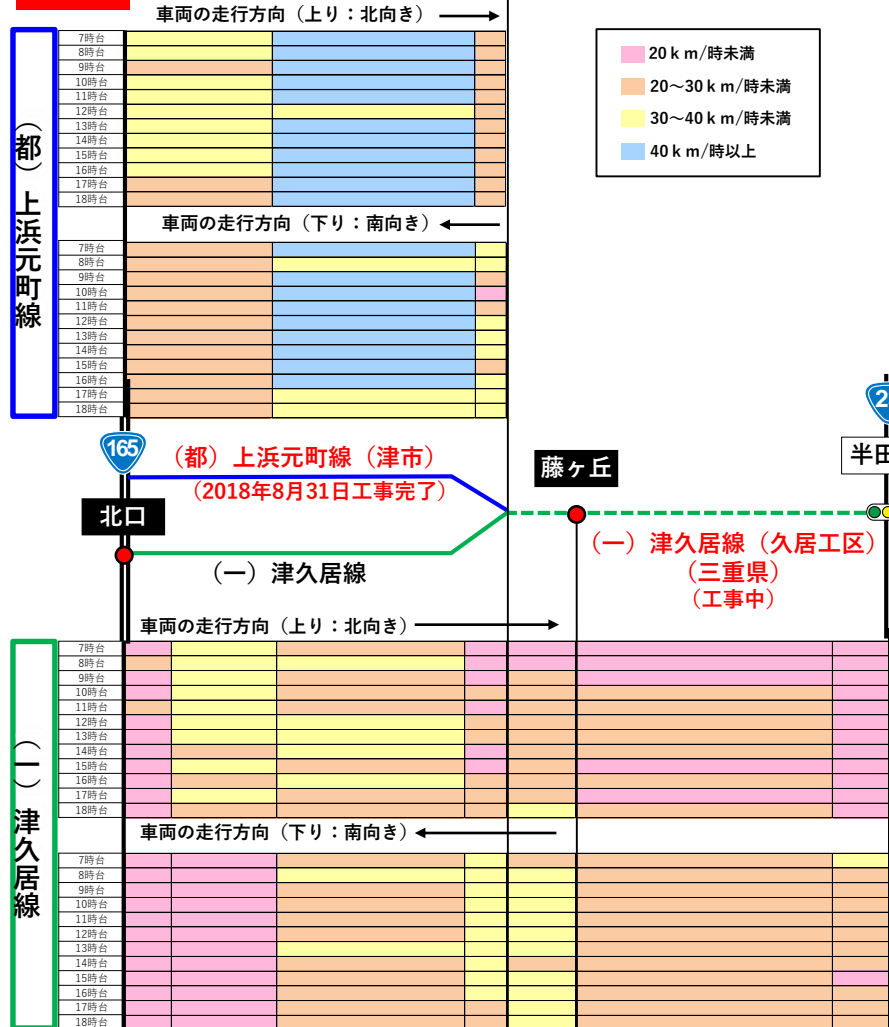 車両の走行方向（上り：北向き）
7時台
8時台
9時台
10時台
11時台
12時台
13時台
14時台
15時台
16時台
17時台
18時台
20ｋｍ/時未満
20～30ｋｍ/時未満
30～40ｋｍ/時未満
40ｋｍ/時以上
（都）上浜元町線
車両の走行方向（下り：南向き）
7時台
8時台
9時台
10時台
11時台
12時台
13時台
14時台
15時台
16時台
17時台
18時台
165
（都）上浜元町線（津市）
（2018年8月31日工事完了）
北口
藤ヶ丘
2
半田
（一）津久居線
（一）津久居線（久居工区）
（三重県）
（工事中）
車両の走行方向（上り：北向き）
7時台
8時台
9時台
10時台
11時台
12時台
13時台
14時台
15時台
16時台
17時台
18時台
（一）津久居線
車両の走行方向（下り：南向き）
7時台
8時台
9時台
10時台
11時台
12時台
13時台
14時台
15時台
16時台
17時台
18時台